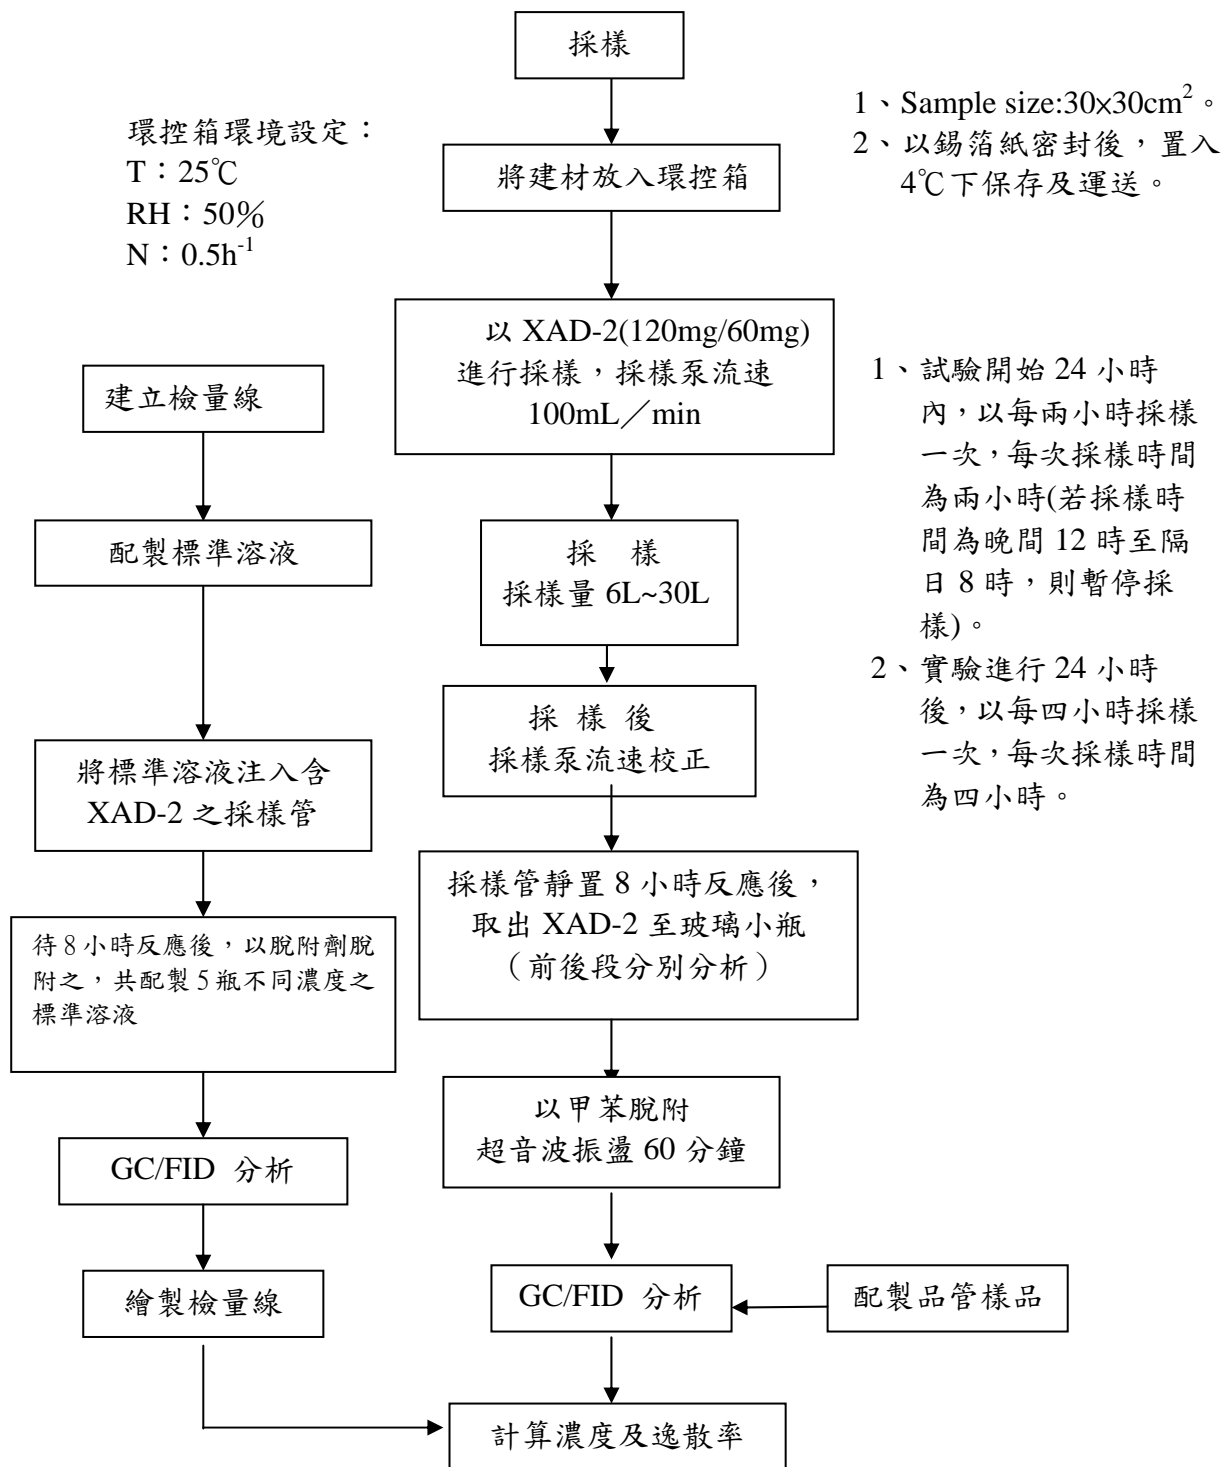 採樣
1、Sample size:30×30cm²。
2、以錫箔紙密封後，置入
4℃下保存及運送。
環控箱環境設定：
T：25℃
RH：50%
N：0.5h⁻¹
將建材放入環控箱
以 XAD-2(120mg/60mg)
進行採樣，採樣泵流速
100mL／min
1、試驗開始 24 小時
內，以每兩小時採樣
一次，每次採樣時間
為兩小時(若採樣時
間為晚間 12 時至隔
日 8 時，則暫停採
樣)。
2、實驗進行 24 小時
後，以每四小時採樣
一次，每次採樣時間
為四小時。
建立檢量線
配製標準溶液
採　樣
採樣量 6L~30L
採 樣 後
採樣泵流速校正
將標準溶液注入含
XAD-2 之採樣管
採樣管靜置 8 小時反應後，
取出 XAD-2 至玻璃小瓶
（前後段分別分析）
待 8 小時反應後，以脫附劑脫
附之，共配製 5 瓶不同濃度之
標準溶液
以甲苯脫附
超音波振盪 60 分鐘
GC/FID 分析
繪製檢量線
GC/FID 分析
配製品管樣品
計算濃度及逸散率